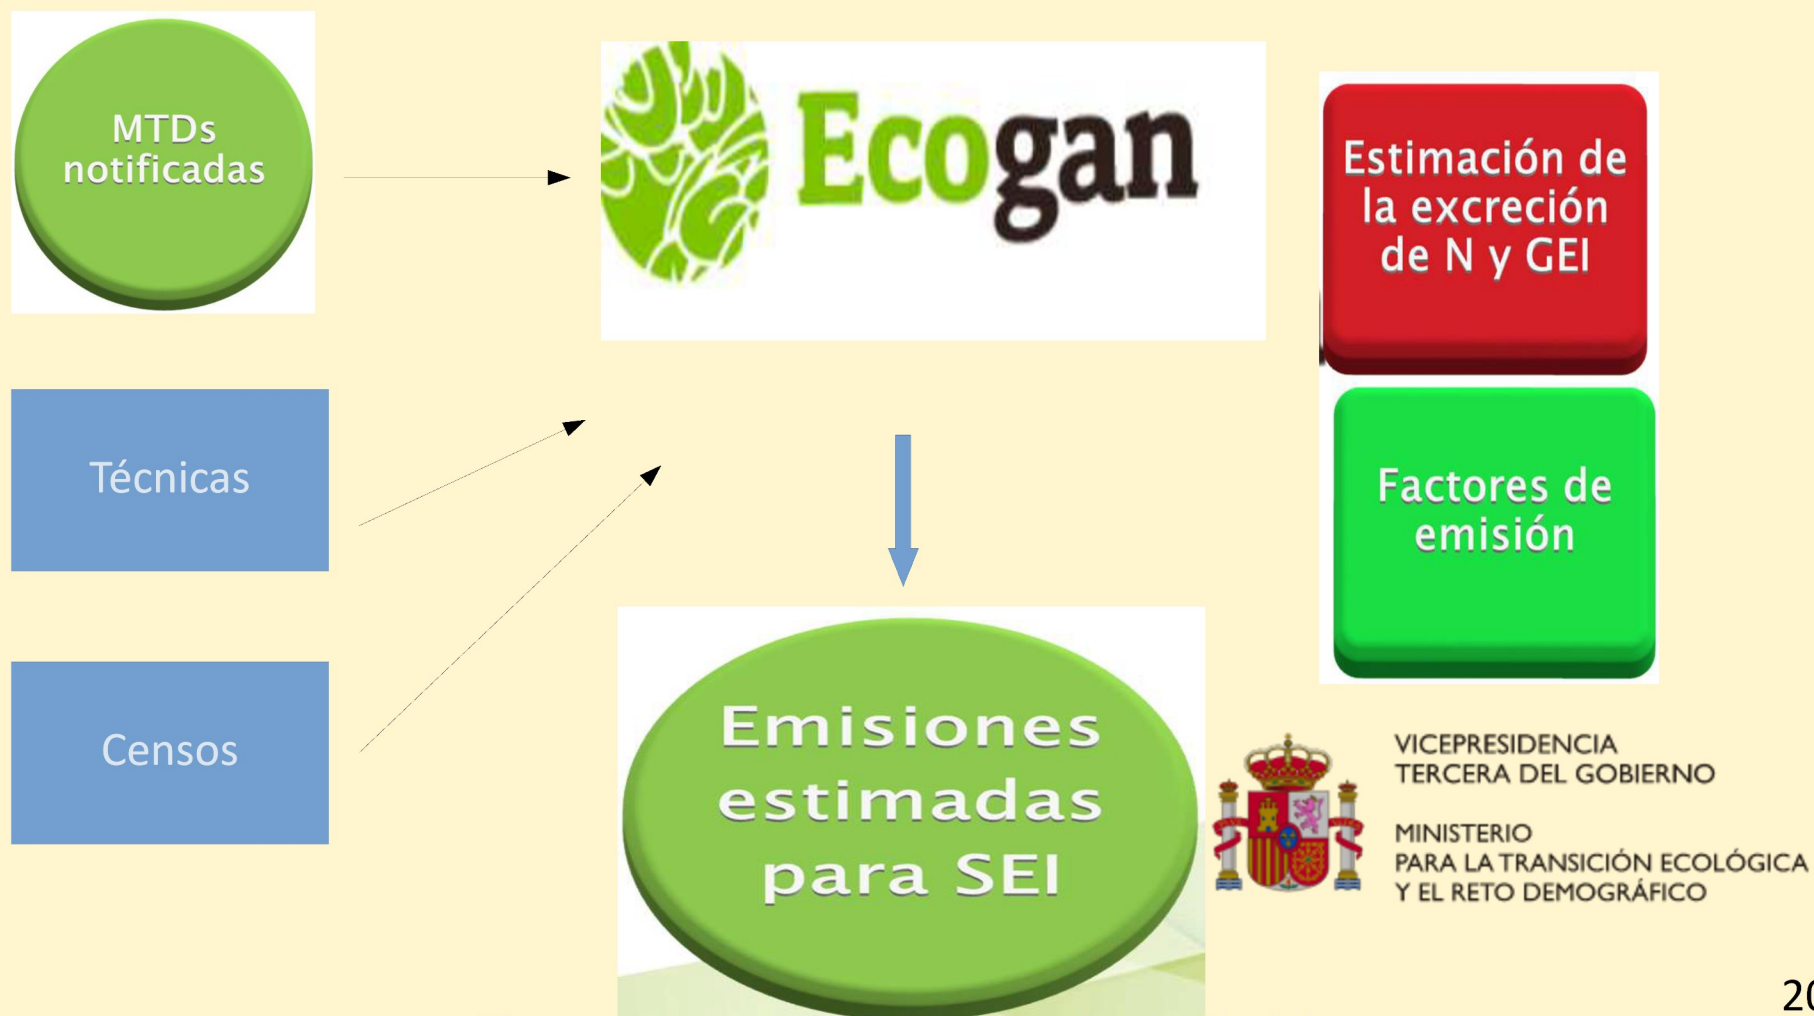 MTDs
notificadas
Ecogan
Estimación de
la excreción
de N y GEI
Técnicas
Factores de
emisión
Censos
Emisiones
estimadas
para SEI
VICEPRESIDENCIA
TERCERA DEL GOBIERNO
MINISTERIO
PARA LA TRANSICIÓN ECOLÓGICA
Y EL RETO DEMOGRÁFICO
20